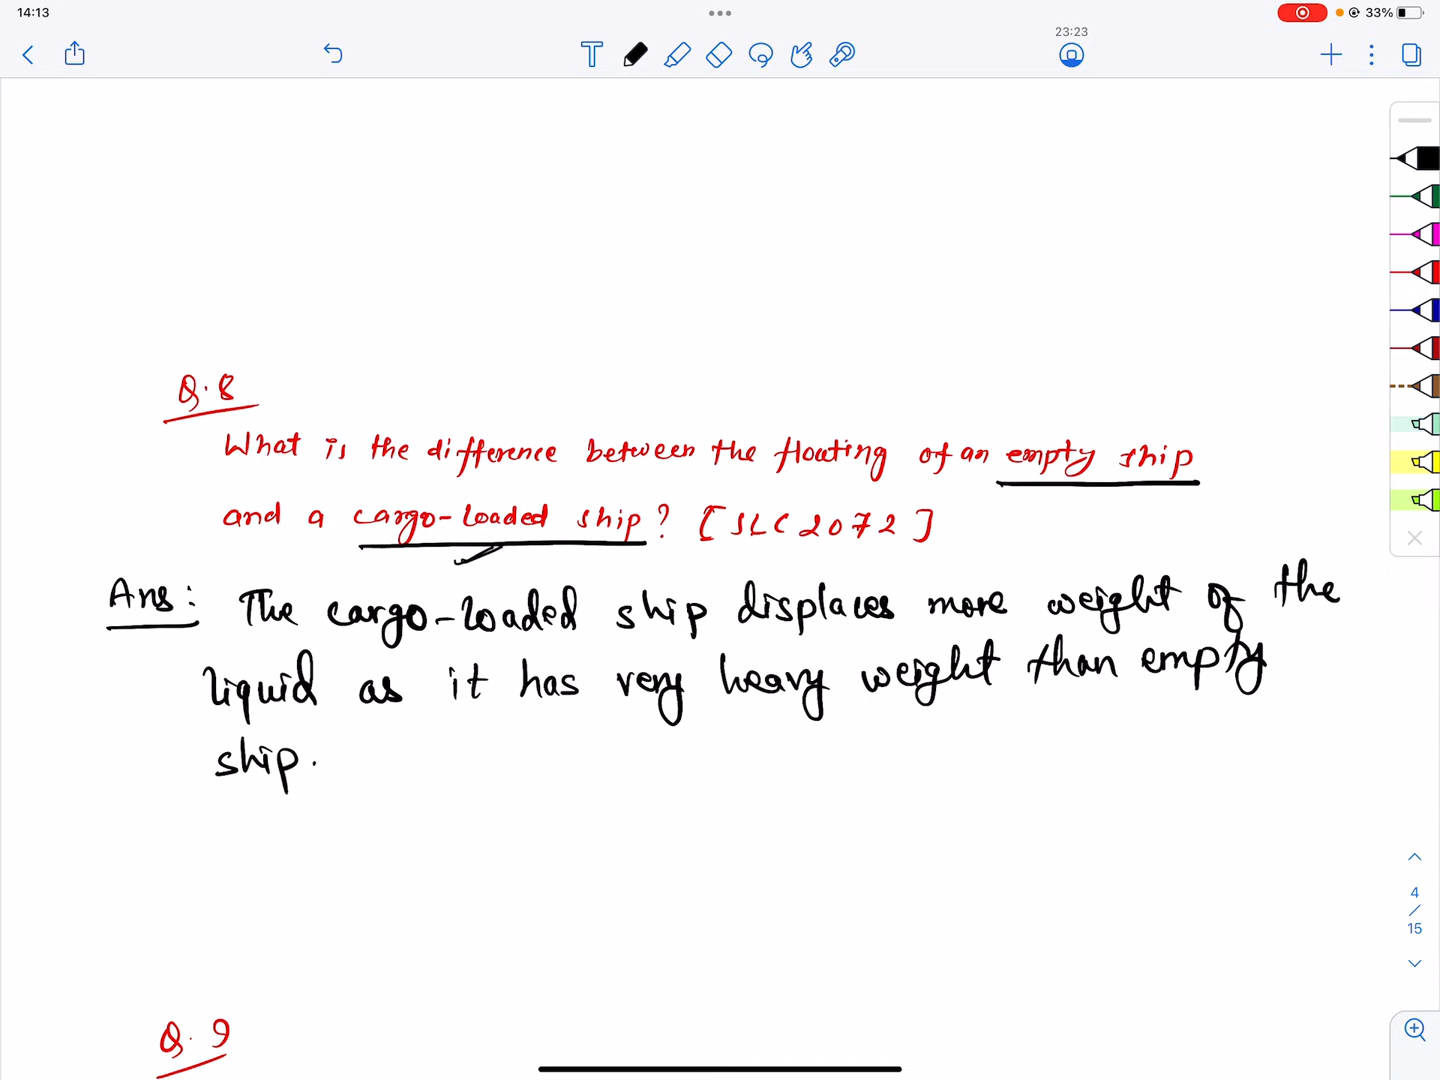 14:13
23:23
33%
Q.8
What is the difference between the floating of an empty ship
and a cargo-loaded ship? [SLC 2072]
Ans: The cargo-loaded ship displaces more weight of the
liquid as it has very heavy weight than empty
ship.
4
/
15
Q.9